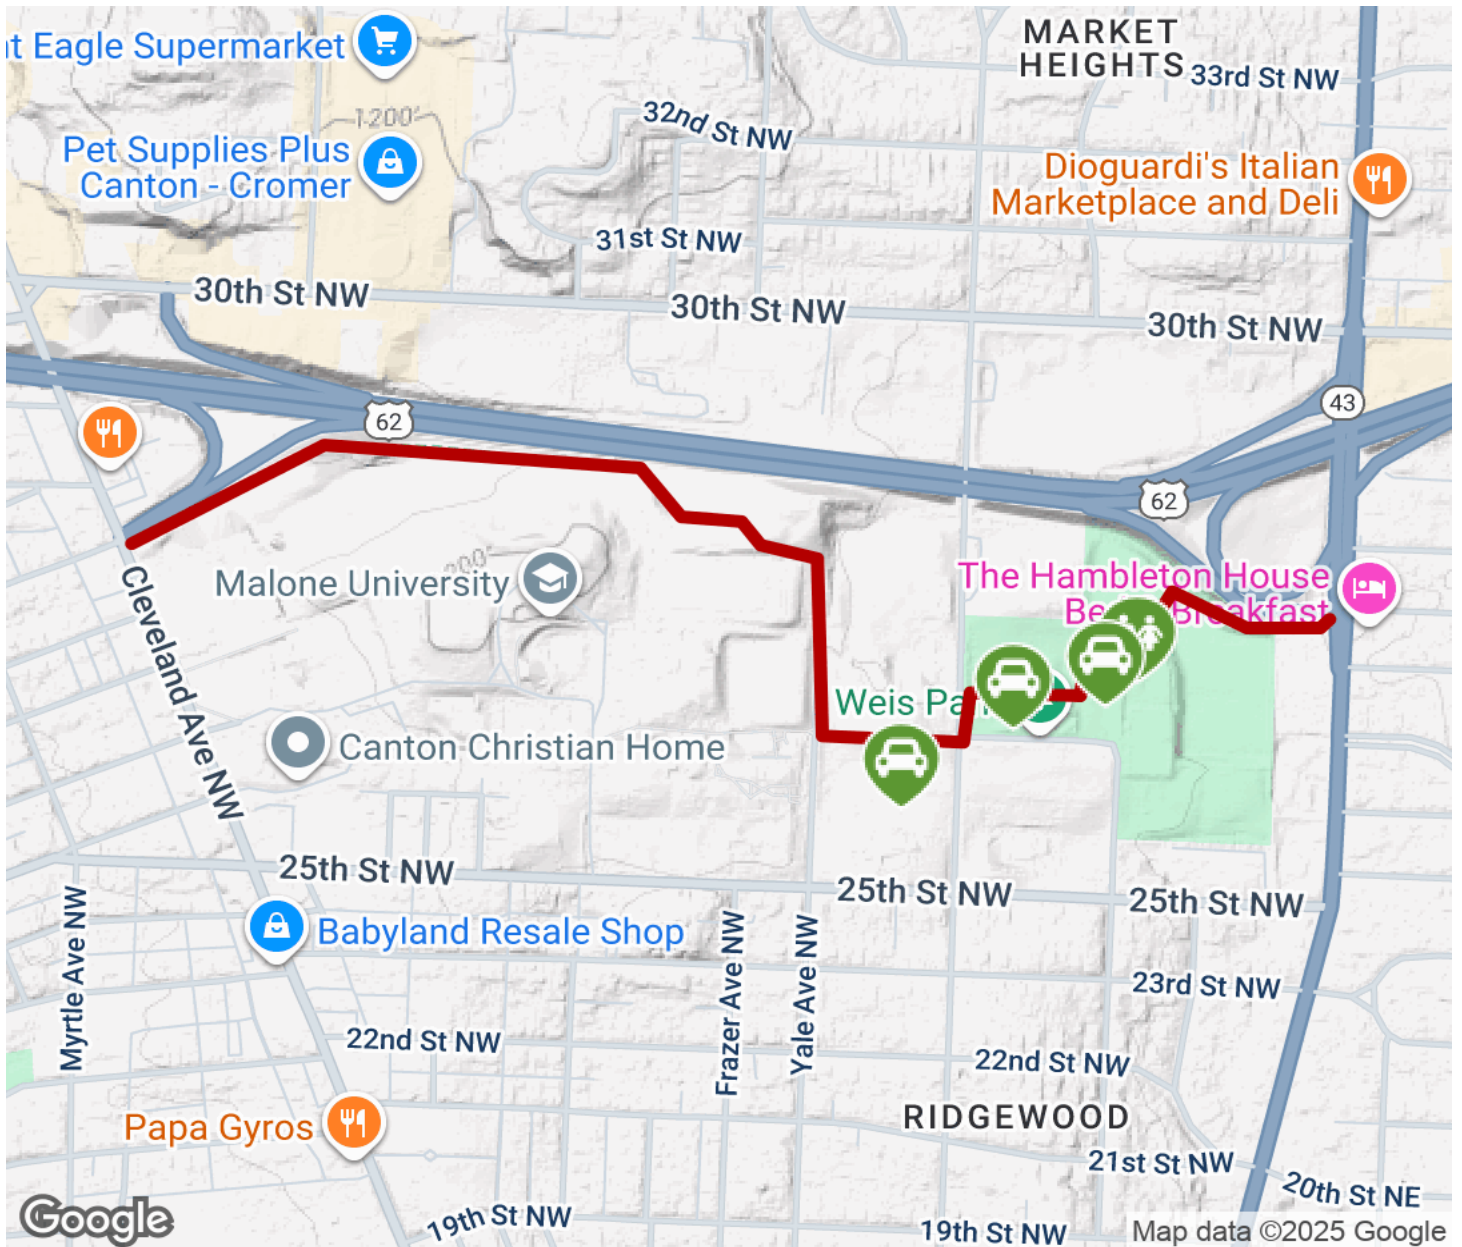 MARKET
HEIGHTS
t Eagle Supermarket
33rd St NW
1200'
32nd St NW
Pet Supplies Plus
Canton - Cromer
Dioguardi's Italian
Marketplace and Deli
31st St NW
30th St NW
30th St NW
30th St NW
43
62
62
Malone University
The Hambleton House
Cleveland Ave NW
Weis Pa
Canton Christian Home
25th St NW
25th St NW
25th St NW
Babyland Resale Shop
Myrtle Ave NW
Frazer Ave NW
Yale Ave NW
23rd St NW
22nd St NW
22nd St NW
Papa Gyros
RIDGEWOOD
21st St NW
20th St NE
19th St NW
19th St NW
Google
Map data ©2025 Google